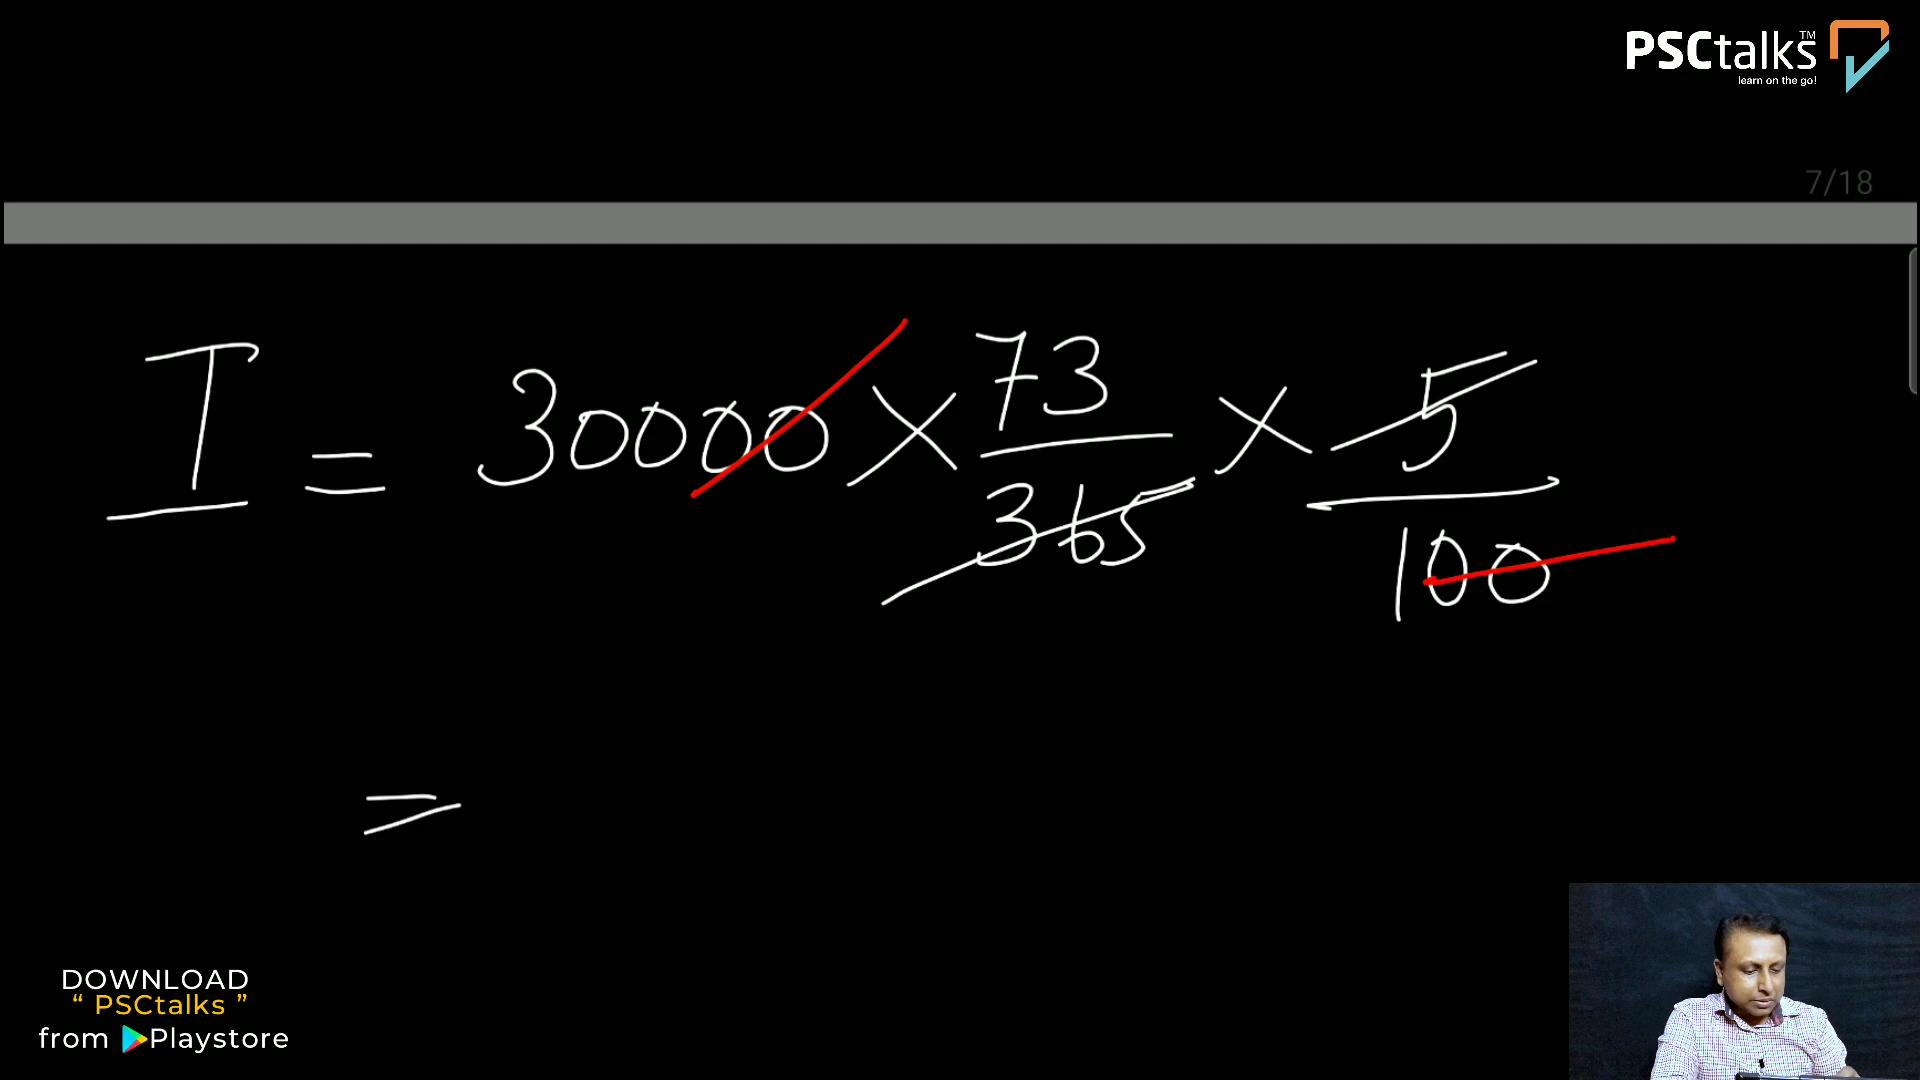 PSCtalks™
learn on the go!
7/18
I = 30000 × 73/365 × 5/100
=
DOWNLOAD
“ PSCtalks ”
from Playstore